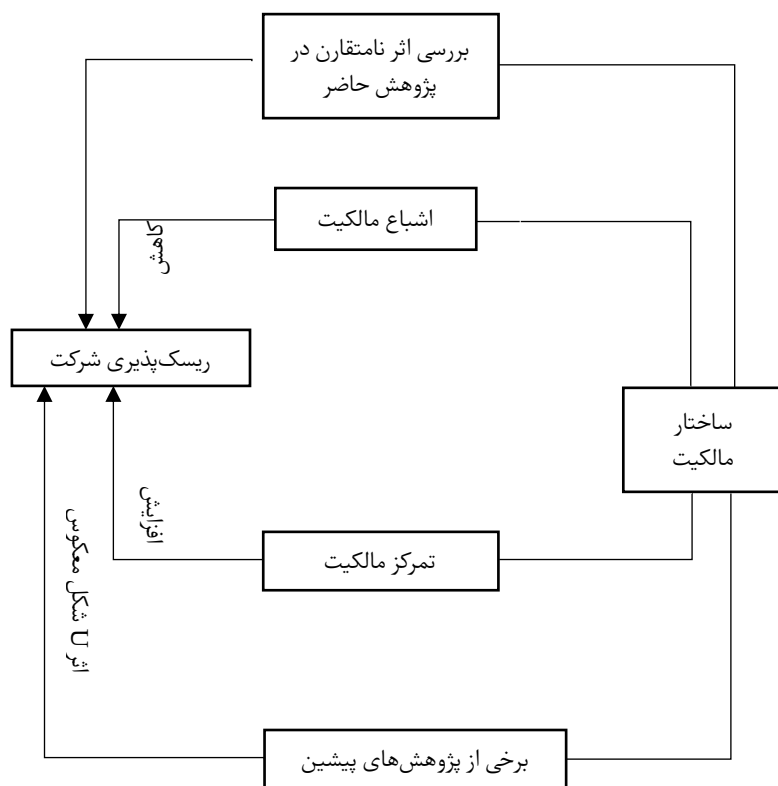 بررسی اثر نامتقارن در
پژوهش حاضر
اشباع مالکیت
کاهش
ریسک‌پذیری شرکت
ساختار
مالکیت
افزایش
تمرکز مالکیت
اثر U شکل معکوس
برخی از پژوهش‌های پیشین